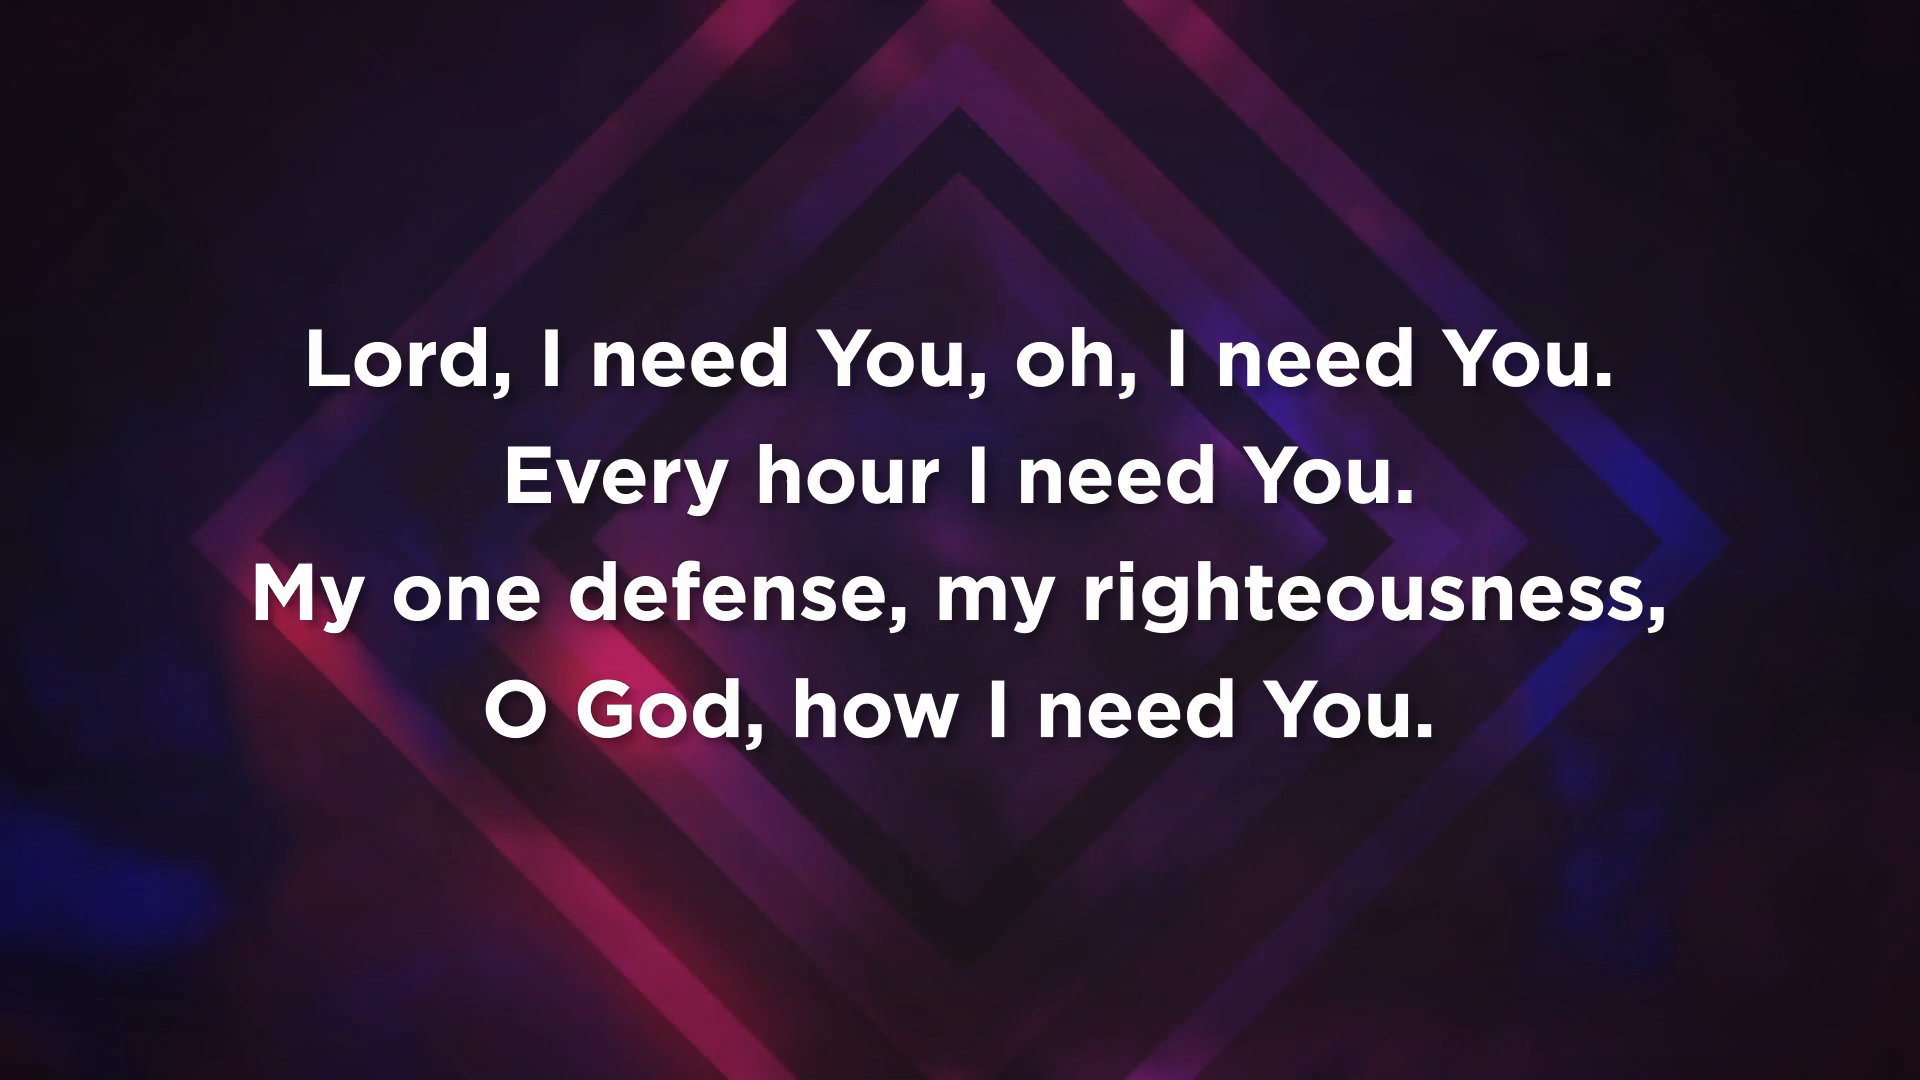 Lord, I need You, oh, I need You.
Every hour I need You.
My one defense, my righteousness,
O God, how I need You.